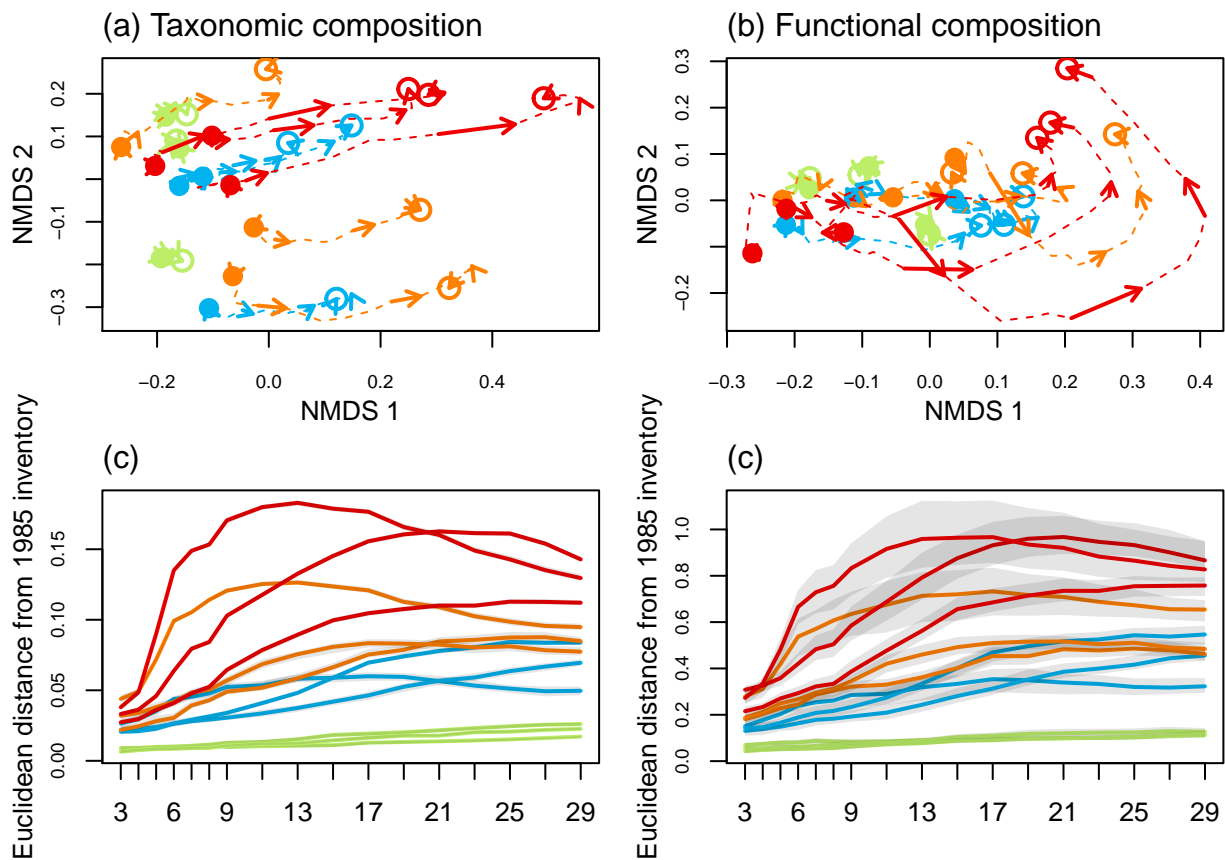 (a) Taxonomic composition
(b) Functional composition
NMDS 2
0.2
0.1
−0.1
−0.3
−0.2
0.0
0.2
0.4
NMDS 1
NMDS 2
0.3
0.2
0.1
0.0
−0.2
−0.3
−0.2
−0.1
0.0
0.1
0.2
0.3
0.4
NMDS 1
(c)
(c)
Euclidean distance from 1985 inventory
0.15
0.10
0.05
0.00
3 6 9 13 17 21 25 29
Euclidean distance from 1985 inventory
1.0
0.8
0.6
0.4
0.2
0.0
3 6 9 13 17 21 25 29